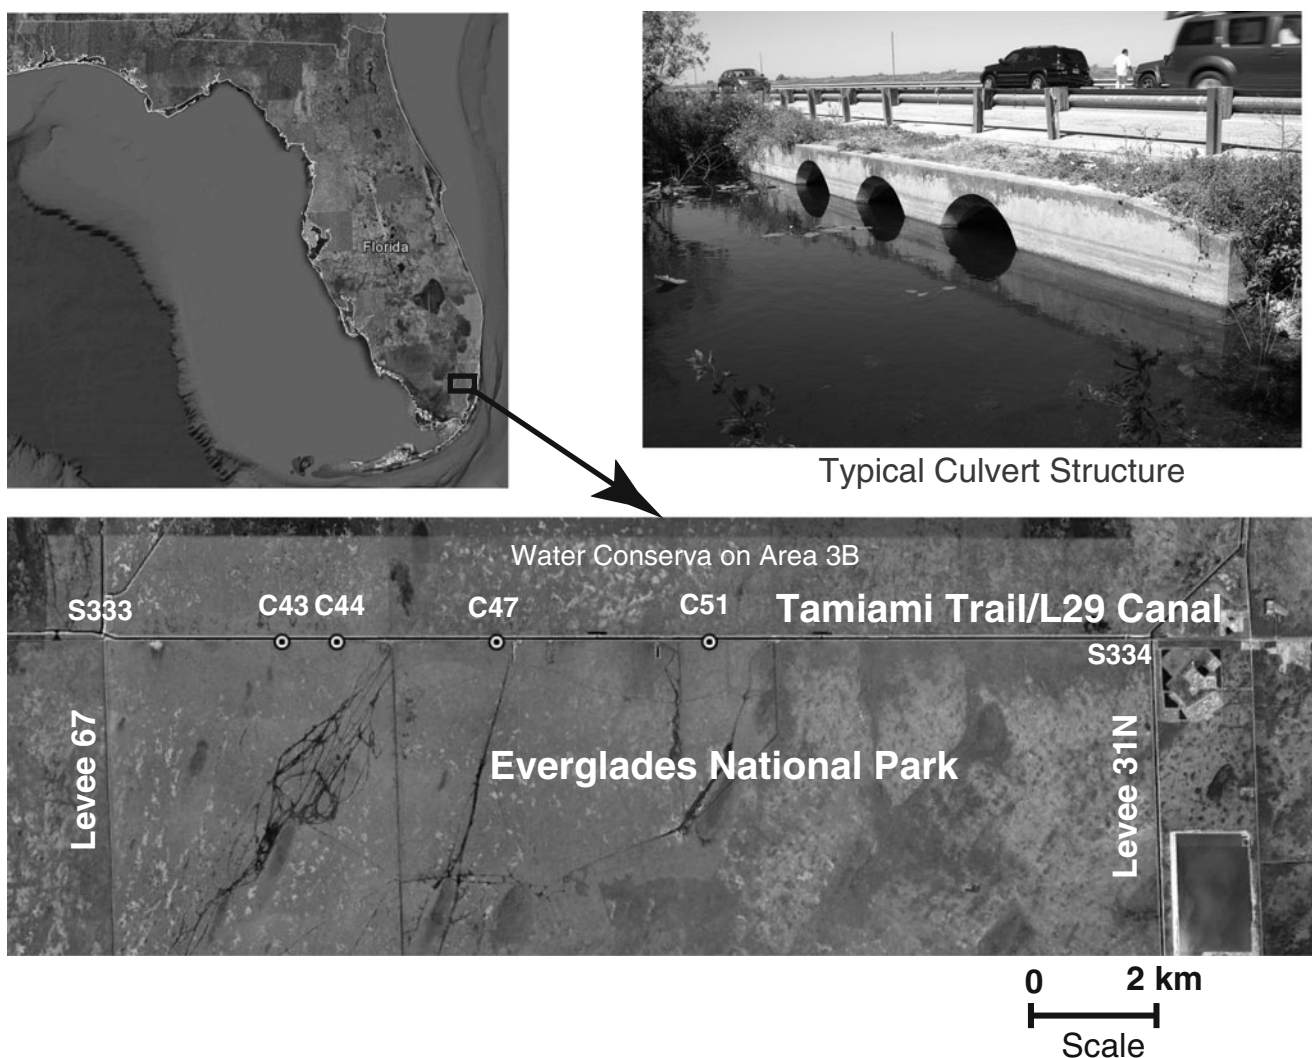 Florida
Typical Culvert Structure
Water Conserva on Area 3B
S333
C43 C44
C47
C51
Tamiami Trail/L29 Canal
S334
Levee 67
Everglades National Park
Levee 31N
0
2 km
Scale